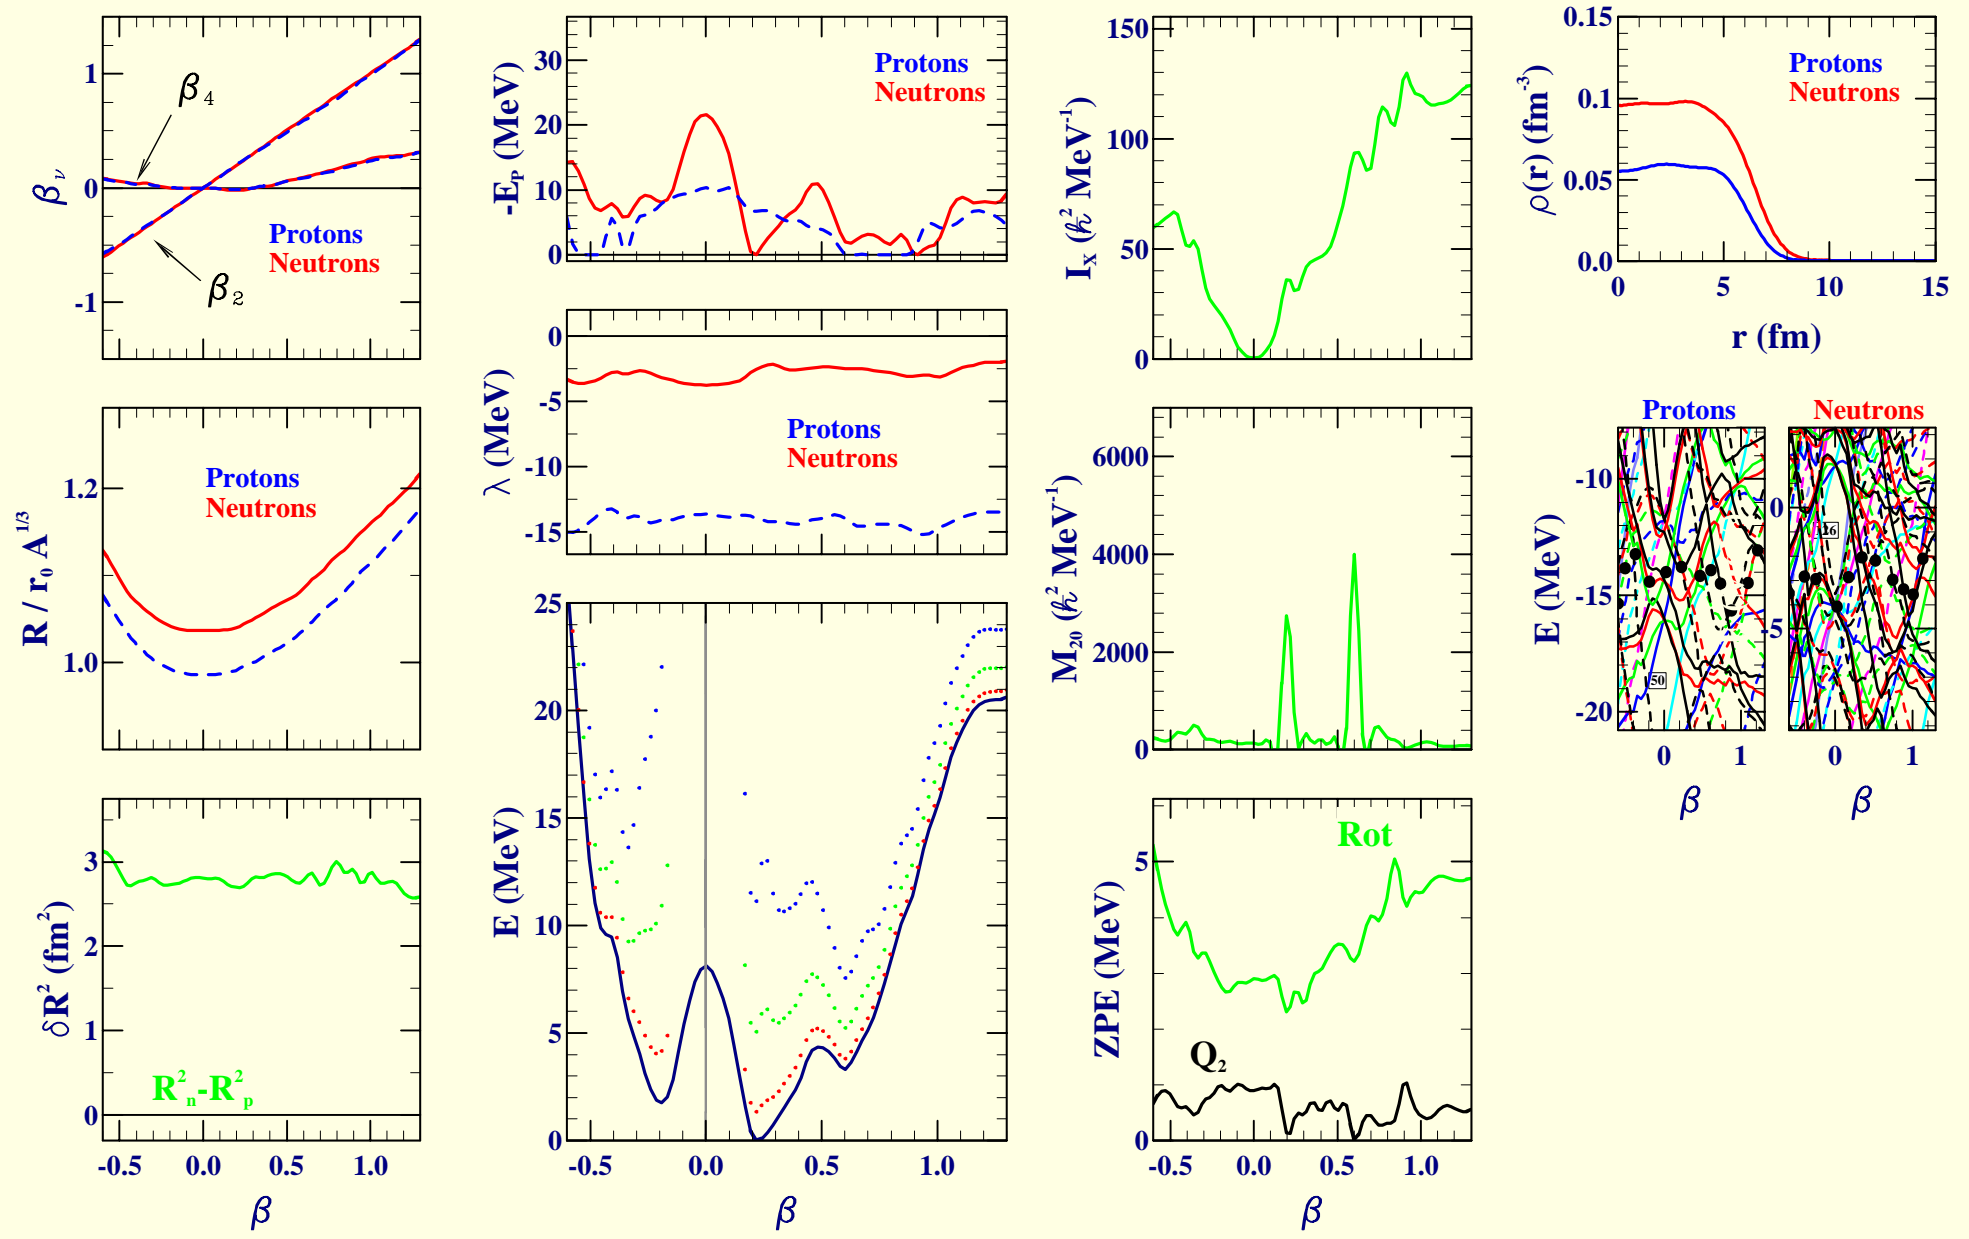 1
0
-1
βν
β4
β2
Protons
Neutrons
1.2
1.0
R / r0 A1/3
Protons
Neutrons
3
2
1
0
δR2 (fm2)
R2n-R2p
-0.5 0.0 0.5 1.0
β
30
20
10
0
-EP (MeV)
Protons
Neutrons
0
-5
-10
-15
λ (MeV)
Protons
Neutrons
25
20
15
10
5
0
E (MeV)
-0.5 0.0 0.5 1.0
β
150
100
50
0
IX (ℏ2 MeV-1)
6000
4000
2000
0
M20 (ℏ2 MeV-1)
5
0
ZPE (MeV)
Rot
Q2
-0.5 0.0 0.5 1.0
β
0.15
0.1
0.05
0.0
ρ(r) (fm-3)
Protons
Neutrons
0 5 10 15
r (fm)
Protons Neutrons
-10
-15
-20
E (MeV)
50
0
-5
126
0 1 0 1
β β